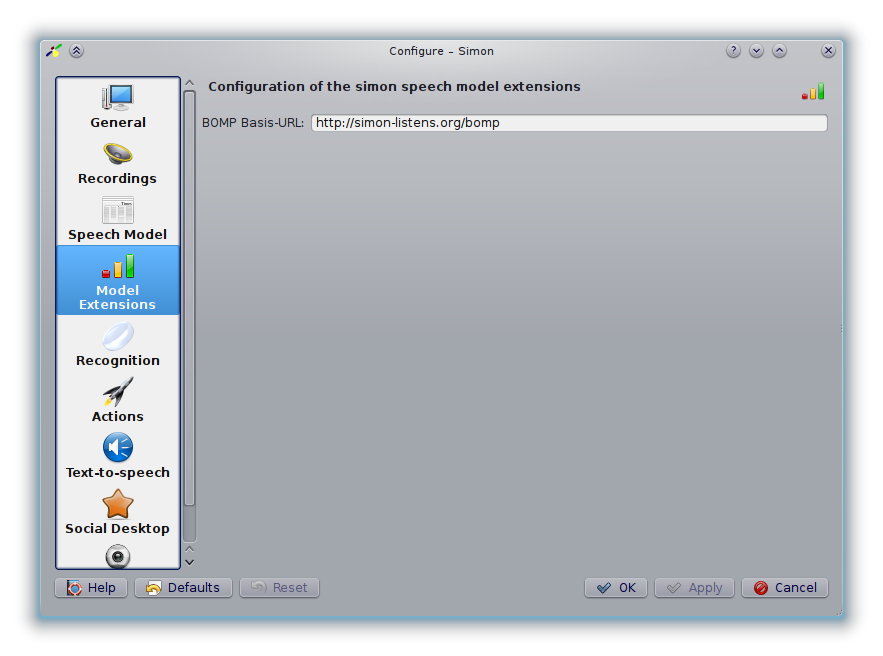 Configure – Simon
General
Recordings
Speech Model
Model
Extensions
Recognition
Actions
Text-to-speech
Social Desktop
Configuration of the simon speech model extensions
BOMP Basis-URL: http://simon-listens.org/bomp
Help Defaults Reset OK Apply Cancel